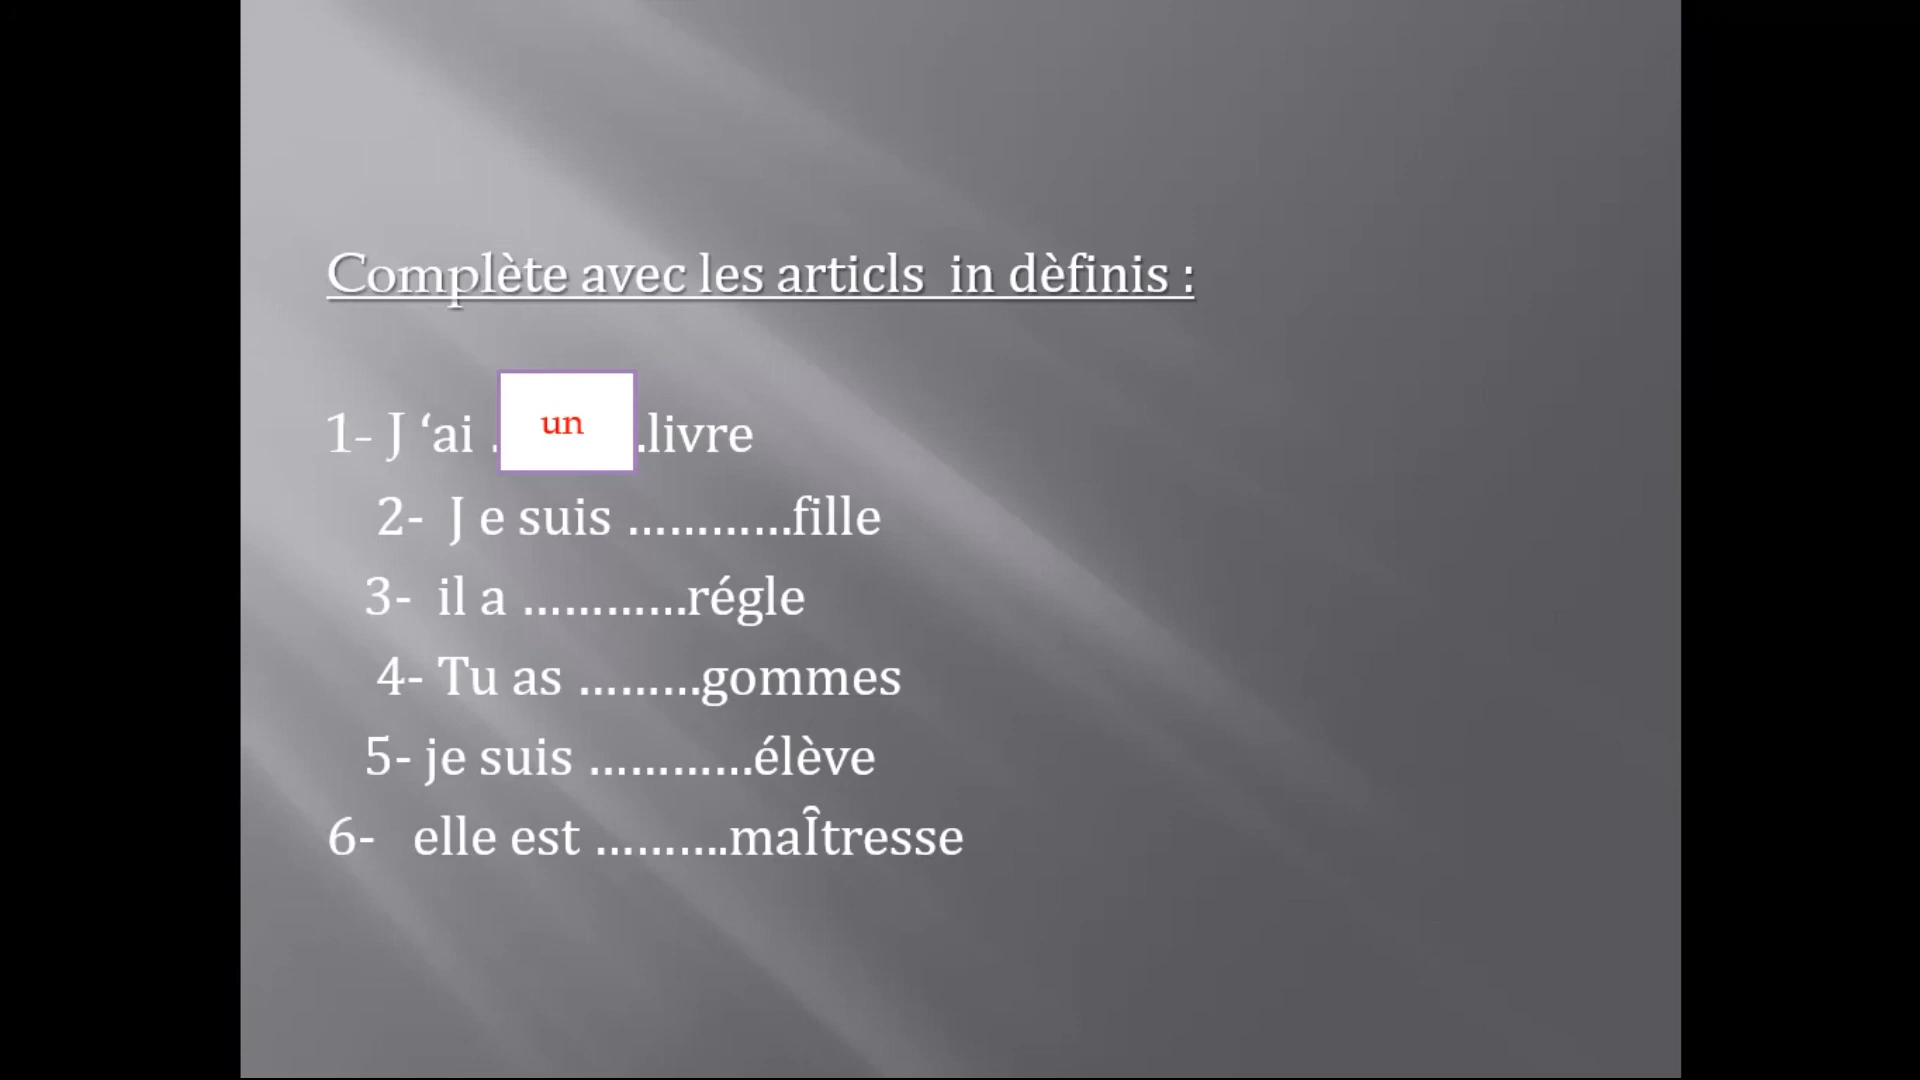 Complète avec les articls in dèfinis :
1- J ‘ai .un.livre
2- J e suis …………fille
3- il a …………régle
4- Tu as ………gommes
5- je suis …………élève
6- elle est ……….maÎtresse